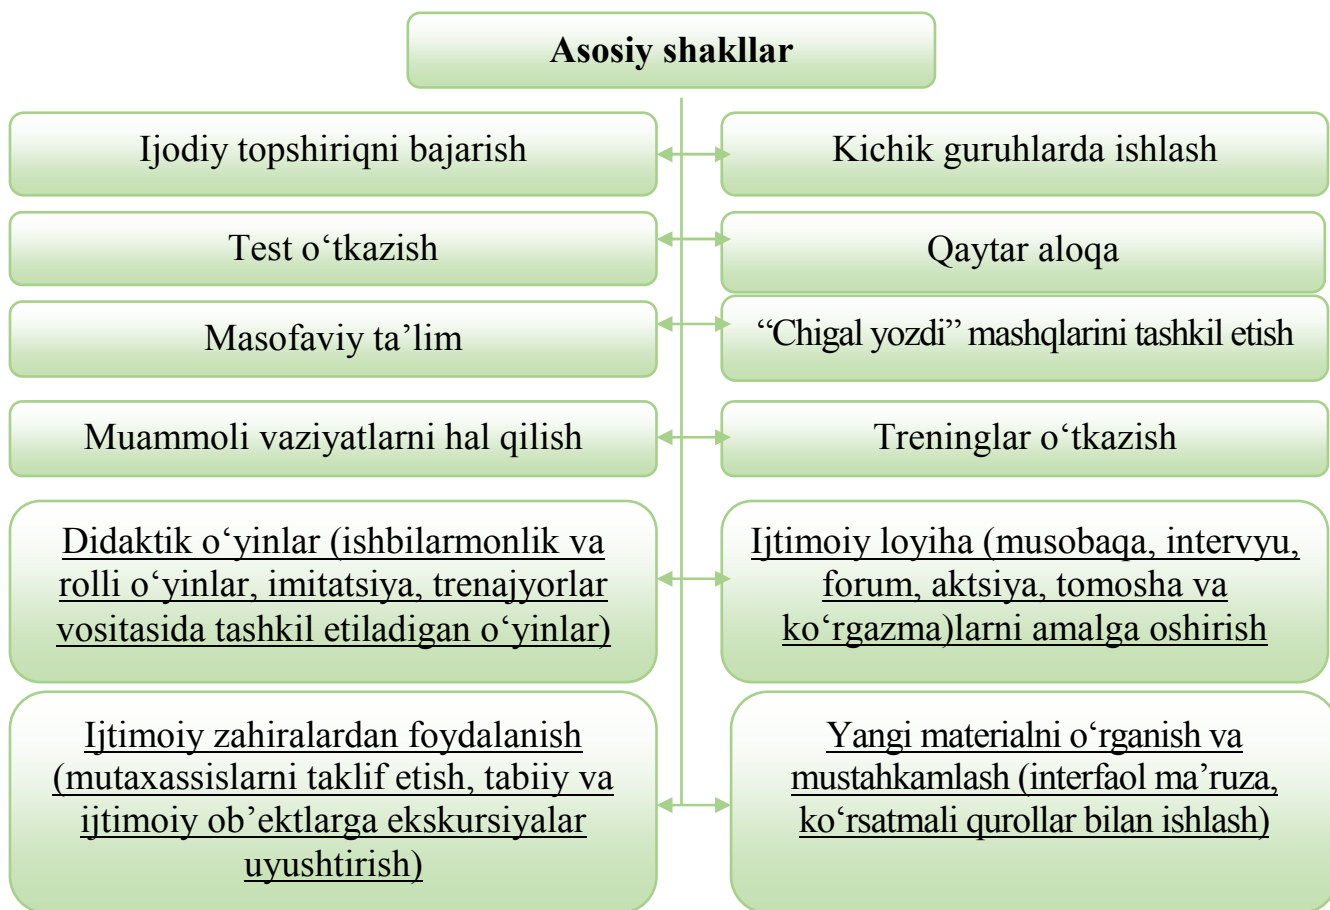 Asosiy shakllar
Ijodiy topshiriqni bajarish
Kichik guruhlarda ishlash
Test o‘tkazish
Qaytar aloqa
Masofaviy ta’lim
“Chigal yozdi” mashqlarini tashkil etish
Muammoli vaziyatlarni hal qilish
Treninglar o‘tkazish
Didaktik o‘yinlar (ishbilarmonlik va
rolli o‘yinlar, imitatsiya, trenajyorlar
vositasida tashkil etiladigan o‘yinlar)
Ijtimoiy loyiha (musobaqa, intervyu,
forum, aktsiya, tomosha va
ko‘rgazma)larni amalga oshirish
Ijtimoiy zahiralardan foydalanish
(mutaxassislarni taklif etish, tabiiy va
ijtimoiy ob’ektlarga ekskursiyalar
uyushtirish)
Yangi materialni o‘rganish va
mustahkamlash (interfaol ma’ruza,
ko‘rsatmali qurollar bilan ishlash)